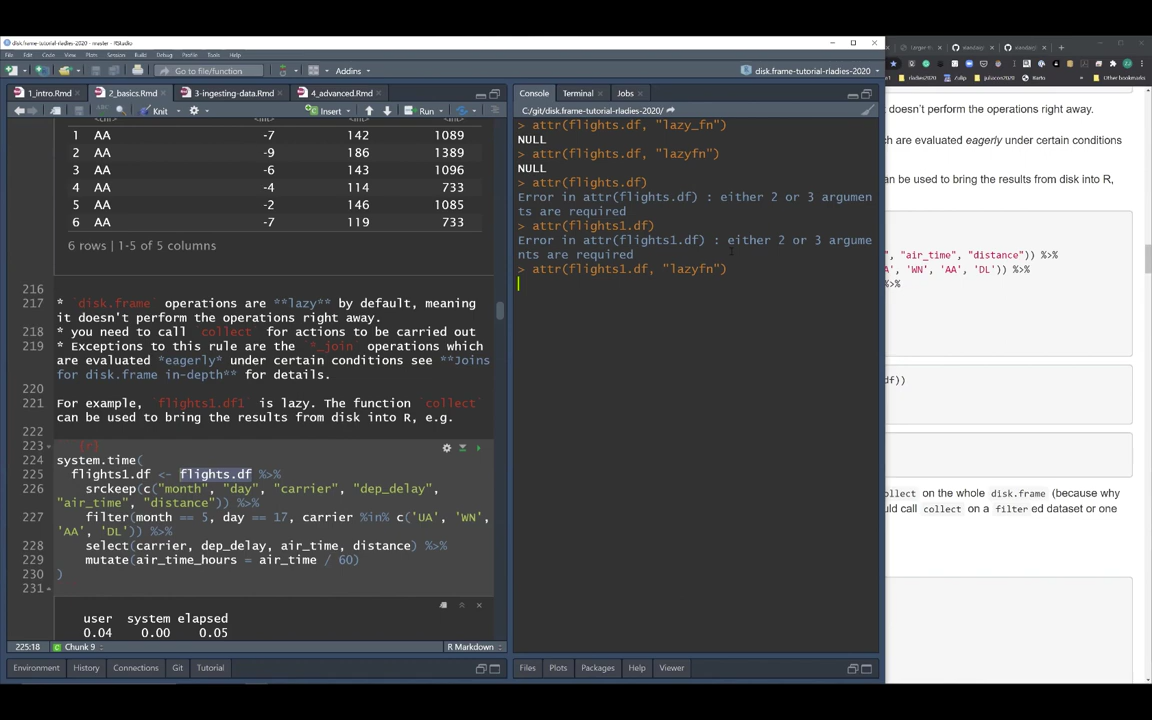 disk.frame-tutorial-rladies-2020 - master - RStudio
File Edit Code View Plots Session Build Debug Profile Tools Help
Go to file/function
Addins
disk.frame-tutorial-rladies-2020
1_intro.Rmd
2_basics.Rmd
3-ingesting-data.Rmd
4_advanced.Rmd
Knit
Insert
Run
1 AA -7 142 1089
2 AA -9 186 1389
3 AA -6 143 1096
4 AA -4 114 733
5 AA -2 146 1085
6 AA -7 119 733
6 rows | 1-5 of 5 columns
216
217 * `disk.frame` operations are **lazy** by default, meaning
it doesn't perform the operations right away.
218 * you need to call `collect` for actions to be carried out
219 * Exceptions to this rule are the `*_join` operations which
are evaluated *eagerly* under certain conditions see **Joins
for disk.frame in-depth** for details.
220
221 For example, `flights1.df1` is lazy. The function `collect`
can be used to bring the results from disk into R, e.g.
222
223 {r}
224 system.time(
225 flights1.df <- flights.df %>%
226 srckeep(c("month", "day", "carrier", "dep_delay",
"air_time", "distance")) %>%
227 filter(month == 5, day == 17, carrier %in% c('UA', 'WN',
'AA', 'DL')) %>%
228 select(carrier, dep_delay, air_time, distance) %>%
229 mutate(air_time_hours = air_time / 60)
230 )
231
user system elapsed
0.04 0.00 0.05
225:18 Chunk 9 R Markdown
Environment History Connections Git Tutorial
Console Terminal Jobs
C:/git/disk.frame-tutorial-rladies-2020/
> attr(flights.df, "lazy_fn")
NULL
> attr(flights.df, "lazyfn")
NULL
> attr(flights.df)
Error in attr(flights.df) : either 2 or 3 argumen
ts are required
> attr(flights1.df)
Error in attr(flights1.df) : either 2 or 3 argume
nts are required
> attr(flights1.df, "lazyfn")
Files Plots Packages Help Viewer
rladies2020 Zulip juliacon2020
Other bookmarks
doesn't perform the operations right away.
ch are evaluated eagerly under certain conditions
an be used to bring the results from disk into R,
", "air_time", "distance")) %>%
', 'WN', 'AA', 'DL')) %>%
%>%
df))
ollect on the whole disk.frame (because why
uld call collect on a filter ed dataset or one